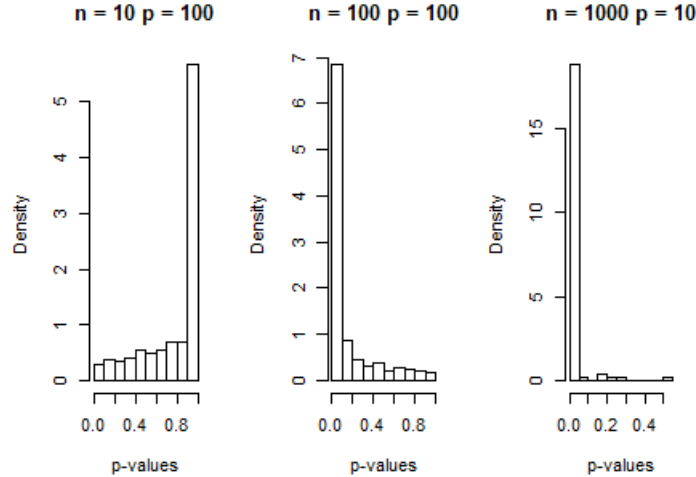 n = 10 p = 100
n = 100 p = 100
n = 1000 p = 10
Density
0 1 2 3 4 5
0.0 0.4 0.8
p-values
Density
0 1 2 3 4 5 6 7
0.0 0.4 0.8
p-values
Density
0 5 10 15
0.0 0.2 0.4
p-values